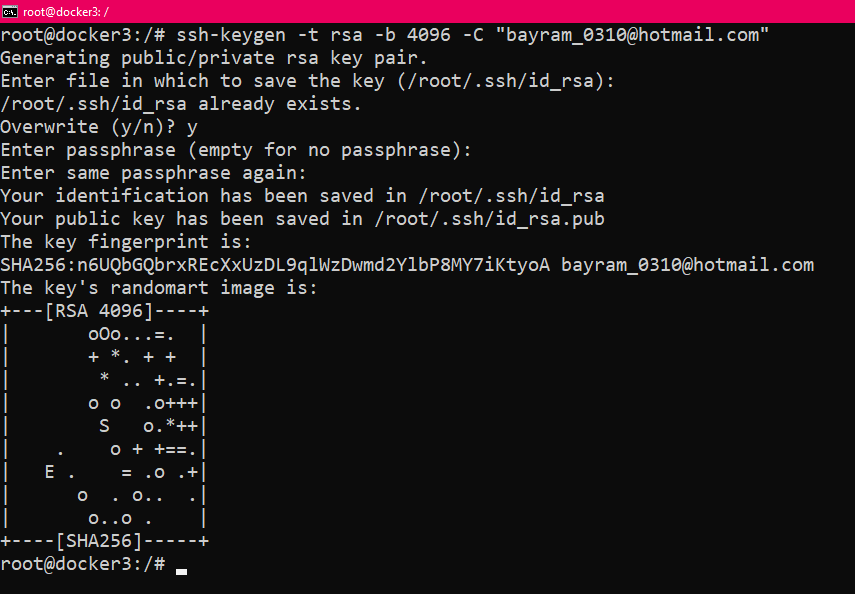 root@docker3: /
root@docker3:/# ssh-keygen -t rsa -b 4096 -C "bayram_0310@hotmail.com"
Generating public/private rsa key pair.
Enter file in which to save the key (/root/.ssh/id_rsa):
/root/.ssh/id_rsa already exists.
Overwrite (y/n)? y
Enter passphrase (empty for no passphrase):
Enter same passphrase again:
Your identification has been saved in /root/.ssh/id_rsa
Your public key has been saved in /root/.ssh/id_rsa.pub
The key fingerprint is:
SHA256:n6UQbGQbrxREcXxUzDL9qlWzDwmd2YlbP8MY7iKtyoA bayram_0310@hotmail.com
The key's randomart image is:
+---[RSA 4096]----+
|       oOo...=.  |
|       + *. + +  |
|        * .. +.=.|
|       o o  .o+++|
|        S   o.*++|
|    .    o + +==.|
|   E .    = .o .+|
|      o  . o..  .|
|       o..o .    |
+----[SHA256]-----+
root@docker3:/#